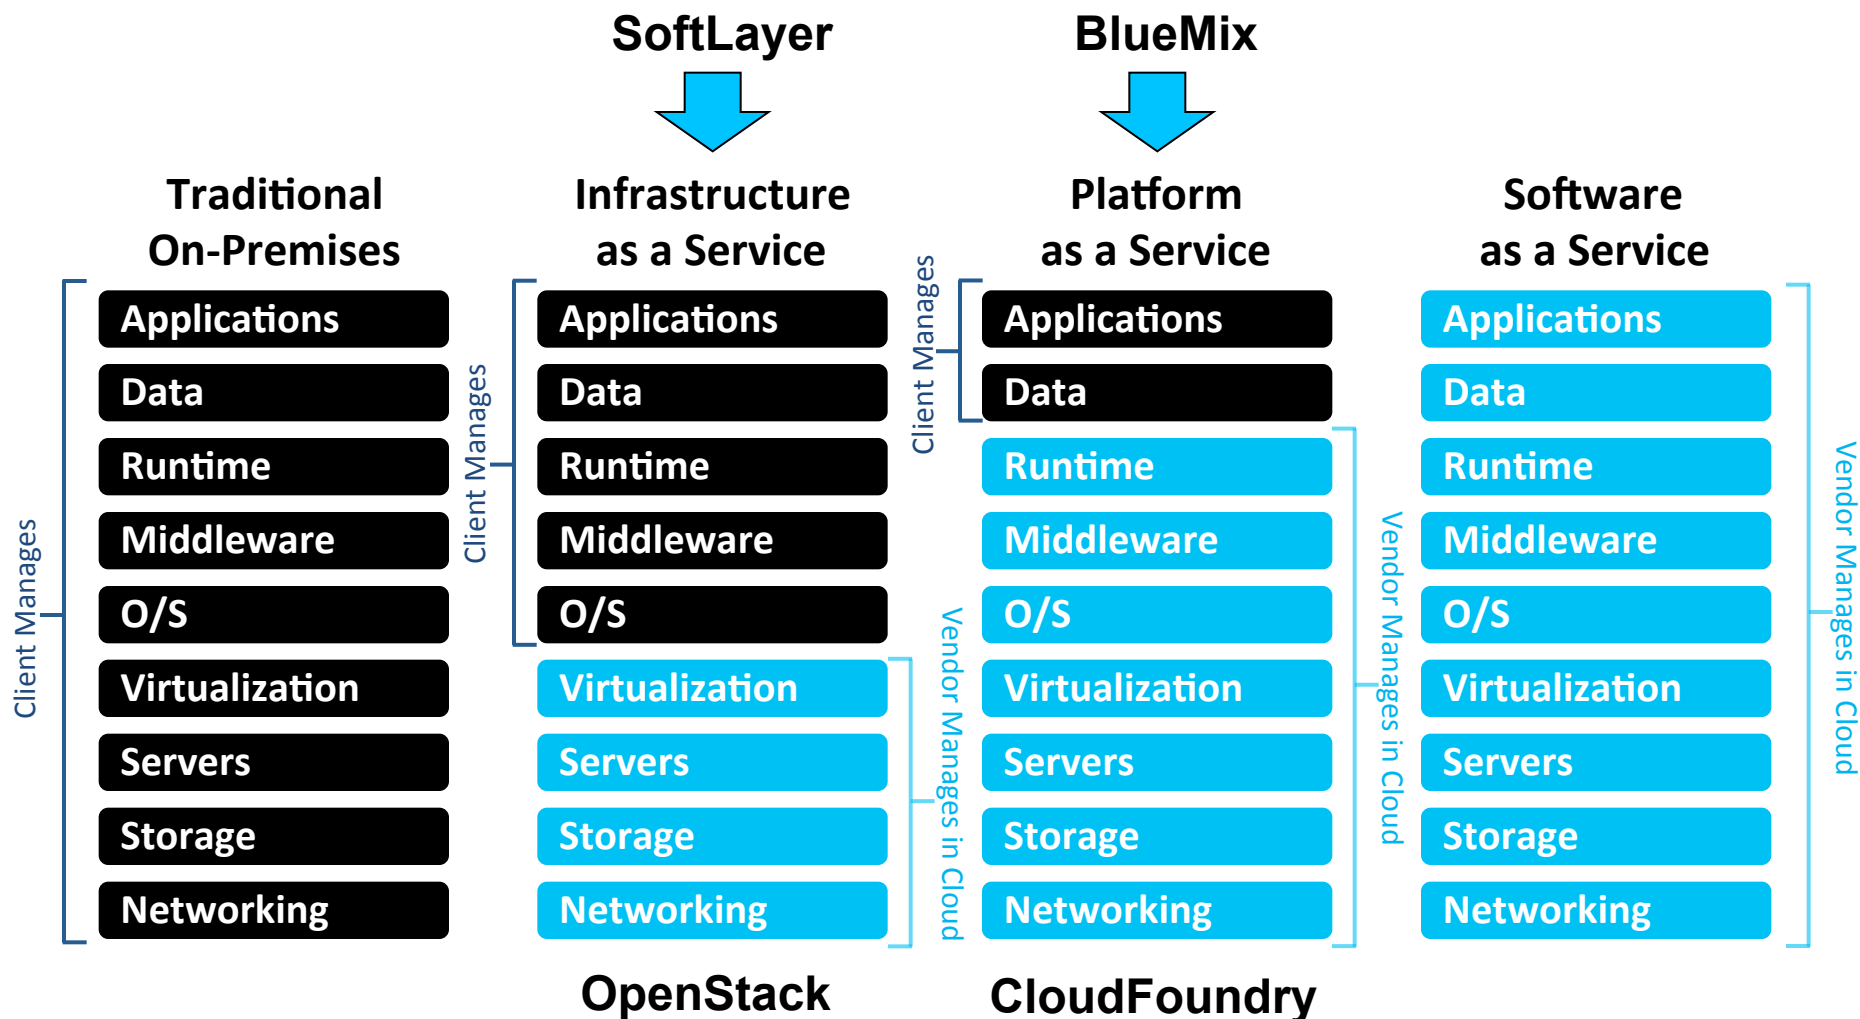 SoftLayer
BlueMix
Traditional
On-Premises
Client Manages
Applications
Data
Runtime
Middleware
O/S
Virtualization
Servers
Storage
Networking
Infrastructure
as a Service
Client Manages
Applications
Data
Runtime
Middleware
O/S
Virtualization
Servers
Storage
Networking
Vendor Manages in Cloud
OpenStack
Platform
as a Service
Client Manages
Applications
Data
Runtime
Middleware
O/S
Virtualization
Servers
Storage
Networking
Vendor Manages in Cloud
CloudFoundry
Software
as a Service
Applications
Data
Runtime
Middleware
O/S
Virtualization
Servers
Storage
Networking
Vendor Manages in Cloud